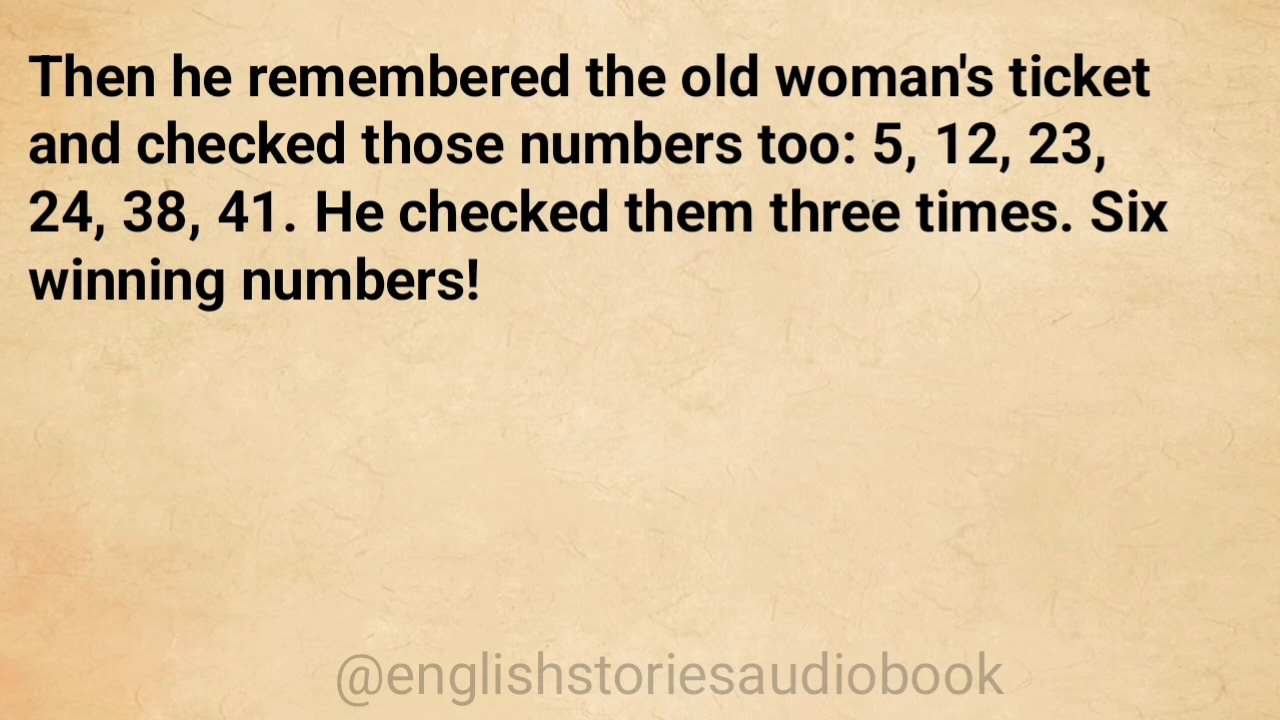 Then he remembered the old woman's ticket
and checked those numbers too: 5, 12, 23,
24, 38, 41. He checked them three times. Six
winning numbers!
@englishstoriesaudiobook